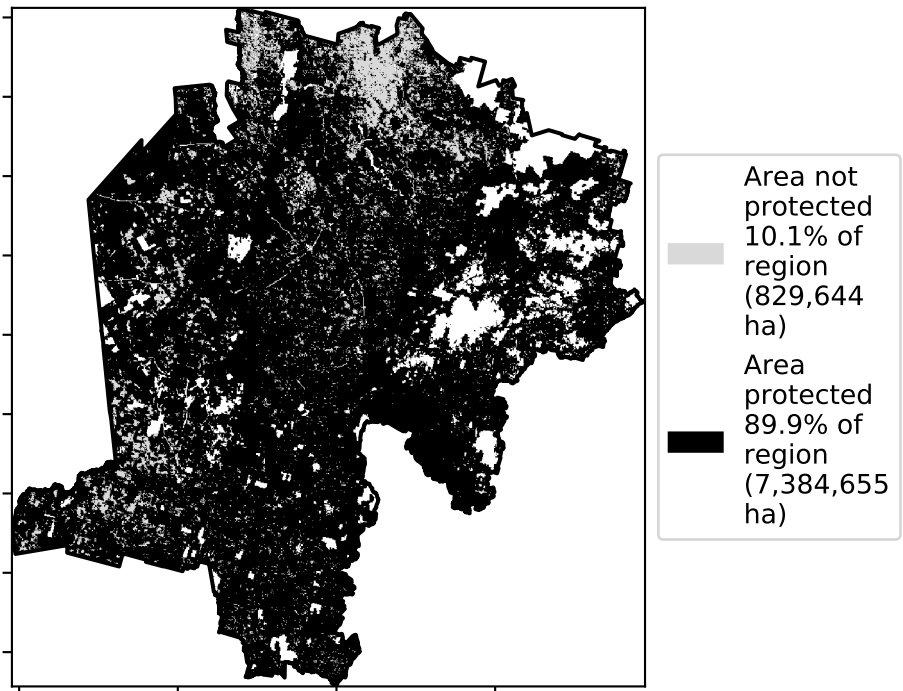 Area not
protected
10.1% of
region
(829,644
ha)
Area
protected
89.9% of
region
(7,384,655
ha)